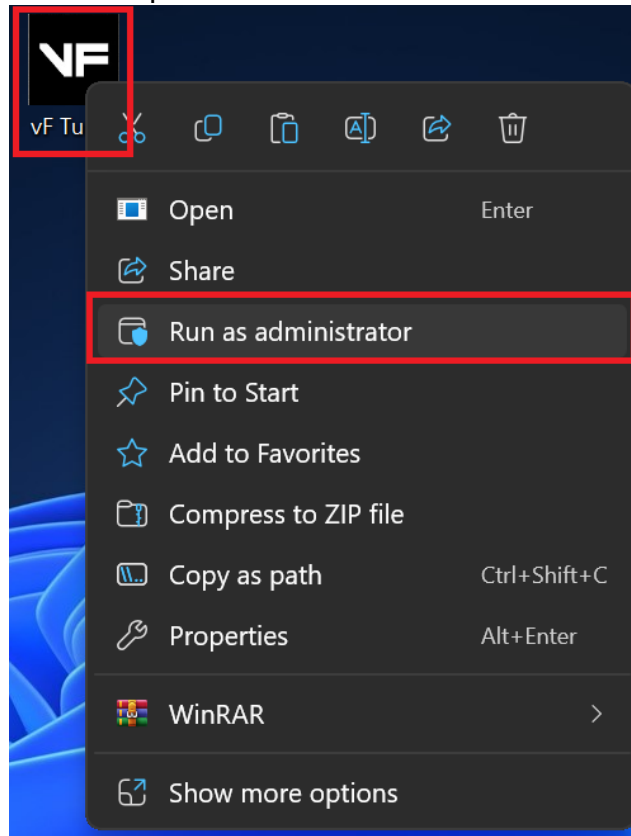 VF
vF Tu
Open Enter
Share
Run as administrator
Pin to Start
Add to Favorites
Compress to ZIP file
Copy as path Ctrl+Shift+C
Properties Alt+Enter
WinRAR
Show more options